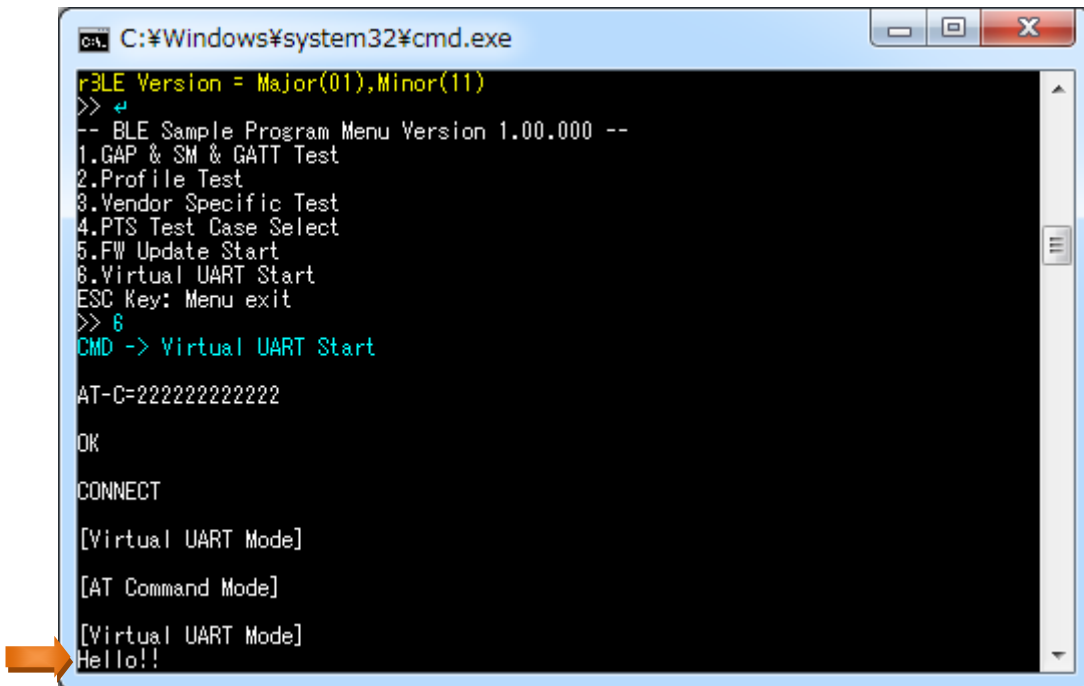 C:¥Windows¥system32¥cmd.exe
rBLE Version = Major(01),Minor(11)
>> ↵
-- BLE Sample Program Menu Version 1.00.000 --
1.GAP & SM & GATT Test
2.Profile Test
3.Vendor Specific Test
4.PTS Test Case Select
5.FW Update Start
6.Virtual UART Start
ESC Key: Menu exit
>> 6
CMD -> Virtual UART Start
AT-C=222222222222
OK
CONNECT
[Virtual UART Mode]
[AT Command Mode]
[Virtual UART Mode]
Hello!!